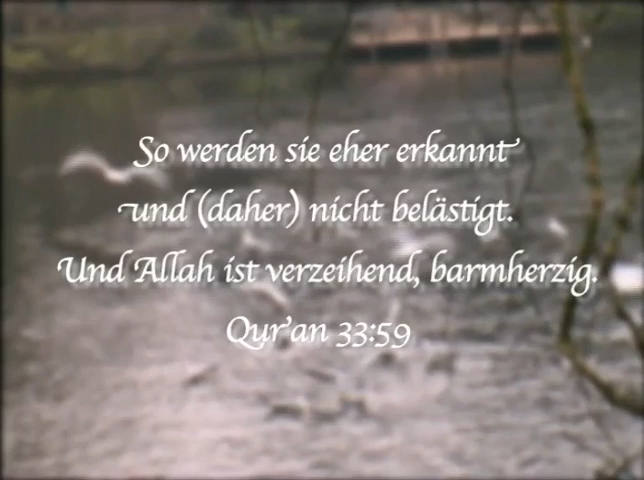 So werden sie eher erkannt
und (daher) nicht belästigt.
Und Allah ist verzeihend, barmherzig.
Qur'an 33:59